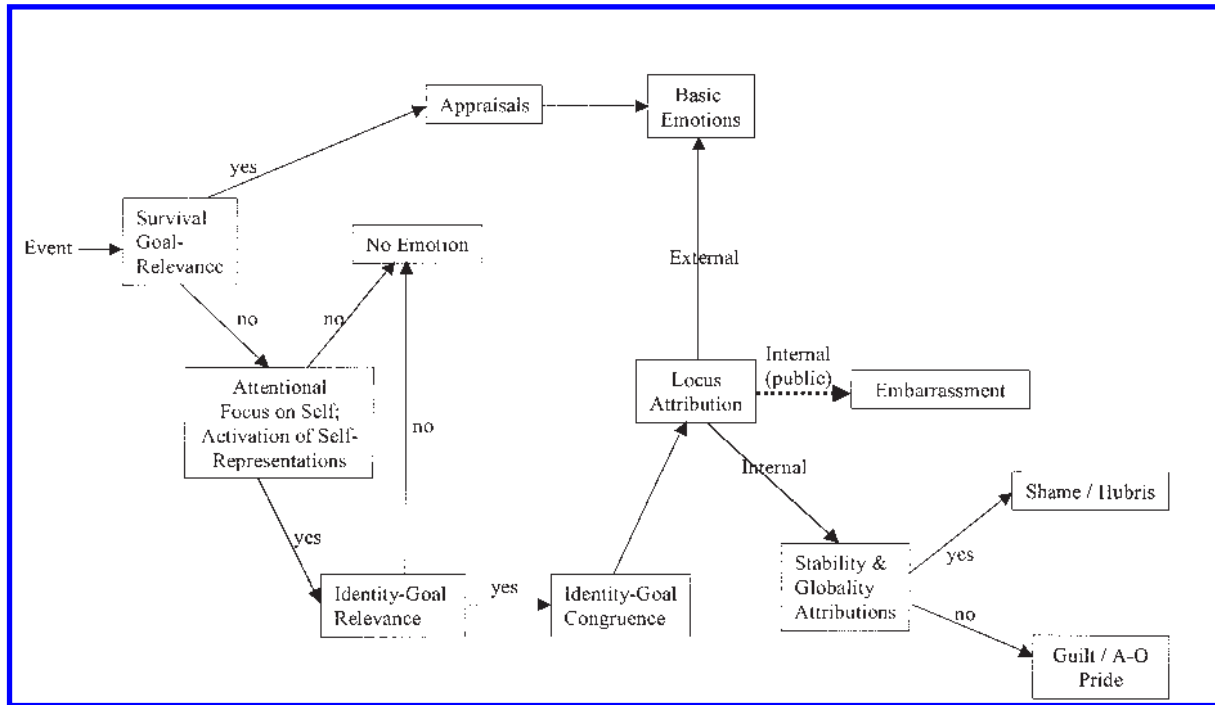 Appraisals
Basic
Emotions
yes
Event
Survival
Goal-
Relevance
No Emotion
External
no
no
Attentional
Focus on Self;
Activation of Self-
Representations
no
Locus
Attribution
Internal
(public)
Embarrassment
Internal
yes
Identity-Goal
Relevance
yes
Identity-Goal
Congruence
Stability &
Globality
Attributions
yes
Shame / Hubris
no
Guilt / A-O
Pride